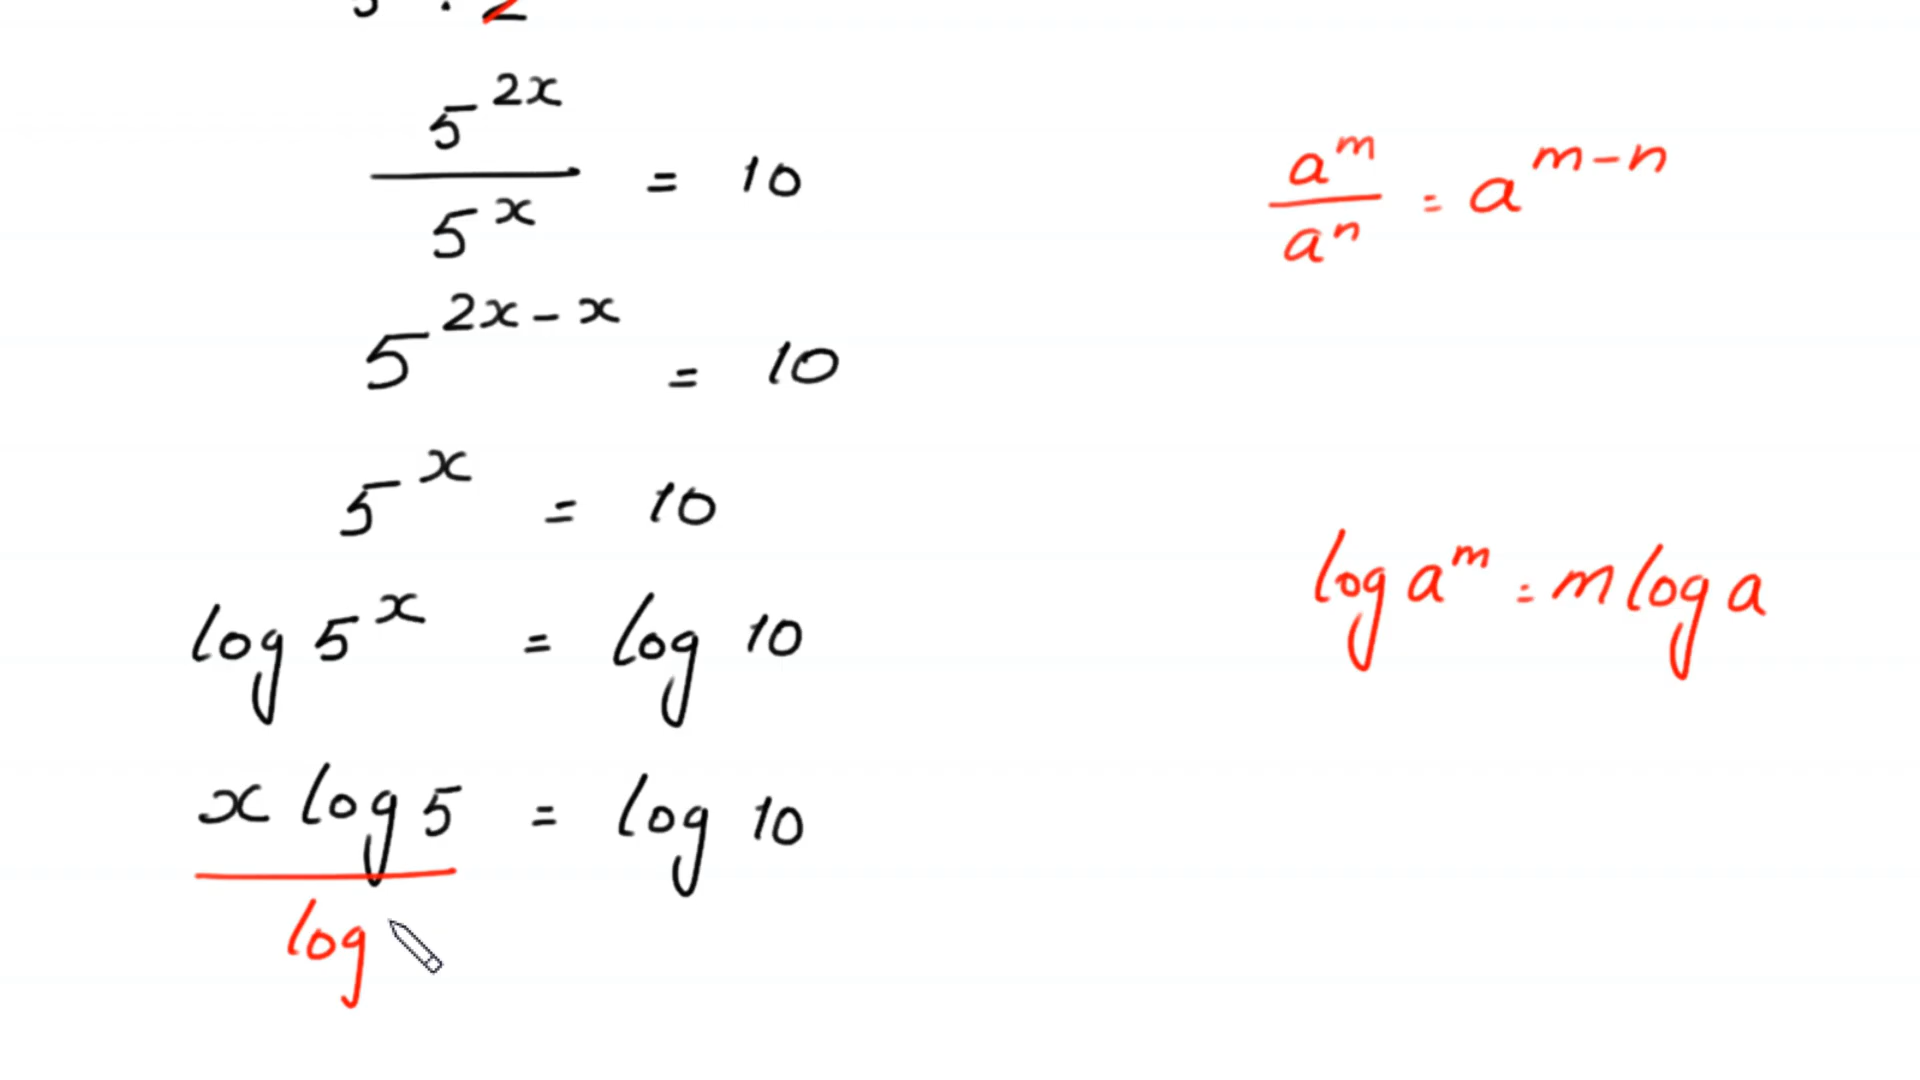 5^{2x} / 5^x = 10
a^m / a^n = a^{m-n}
5^{2x-x} = 10
5^x = 10
log 5^x = log 10
log a^m = m log a
x log 5 = log 10
log